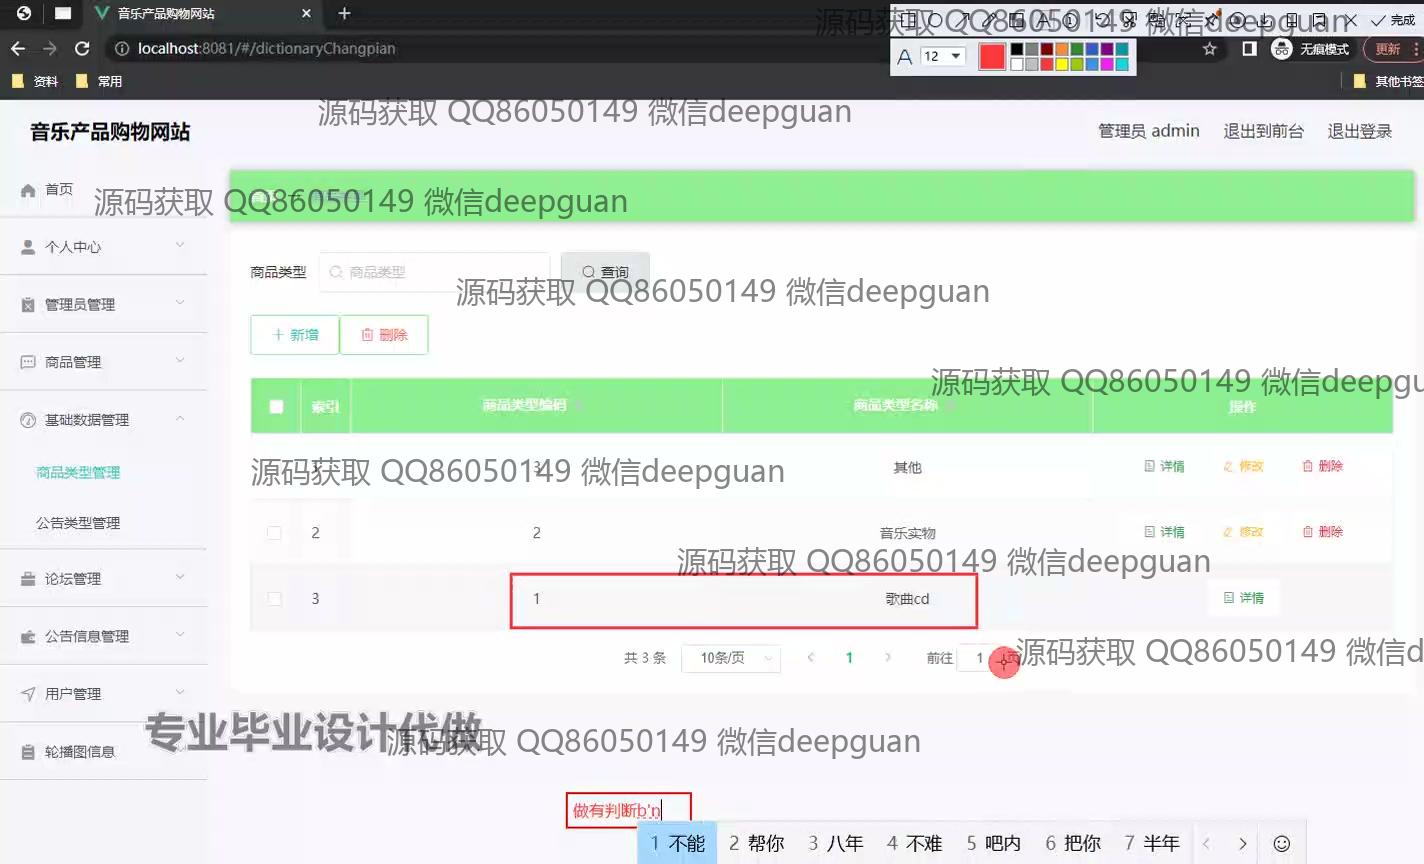 音乐产品购物网站
完成
localhost:8081/#/dictionaryChangpian
A 12
无痕模式
更新
资料 常用
其他书签
源码获取 QQ86050149 微信deepguan
源码获取 QQ86050149 微信deepguan
音乐产品购物网站
管理员 admin 退出到前台 退出登录
首页
源码获取 QQ86050149 微信deepguan
个人中心
商品类型 商品类型 查询
源码获取 QQ86050149 微信deepguan
管理员管理
新增 删除
商品管理
源码获取 QQ86050149 微信deepgu
索引 商品类型编码 商品类型名称 操作
基础数据管理
商品类型管理
源码获取 QQ86050149 微信deepguan
其他 详情 修改 删除
公告类型管理
2 2 音乐实物 详情 修改 删除
源码获取 QQ86050149 微信deepguan
论坛管理
3 1 歌曲cd 详情
公告信息管理
共 3 条 10条/页 1 前往 1
源码获取 QQ86050149 微信d
用户管理
专业毕业设计代做
源码获取 QQ86050149 微信deepguan
轮播图信息
做有判断b'n
1 不能 2 帮你 3 八年 4 不难 5 吧内 6 把你 7 半年